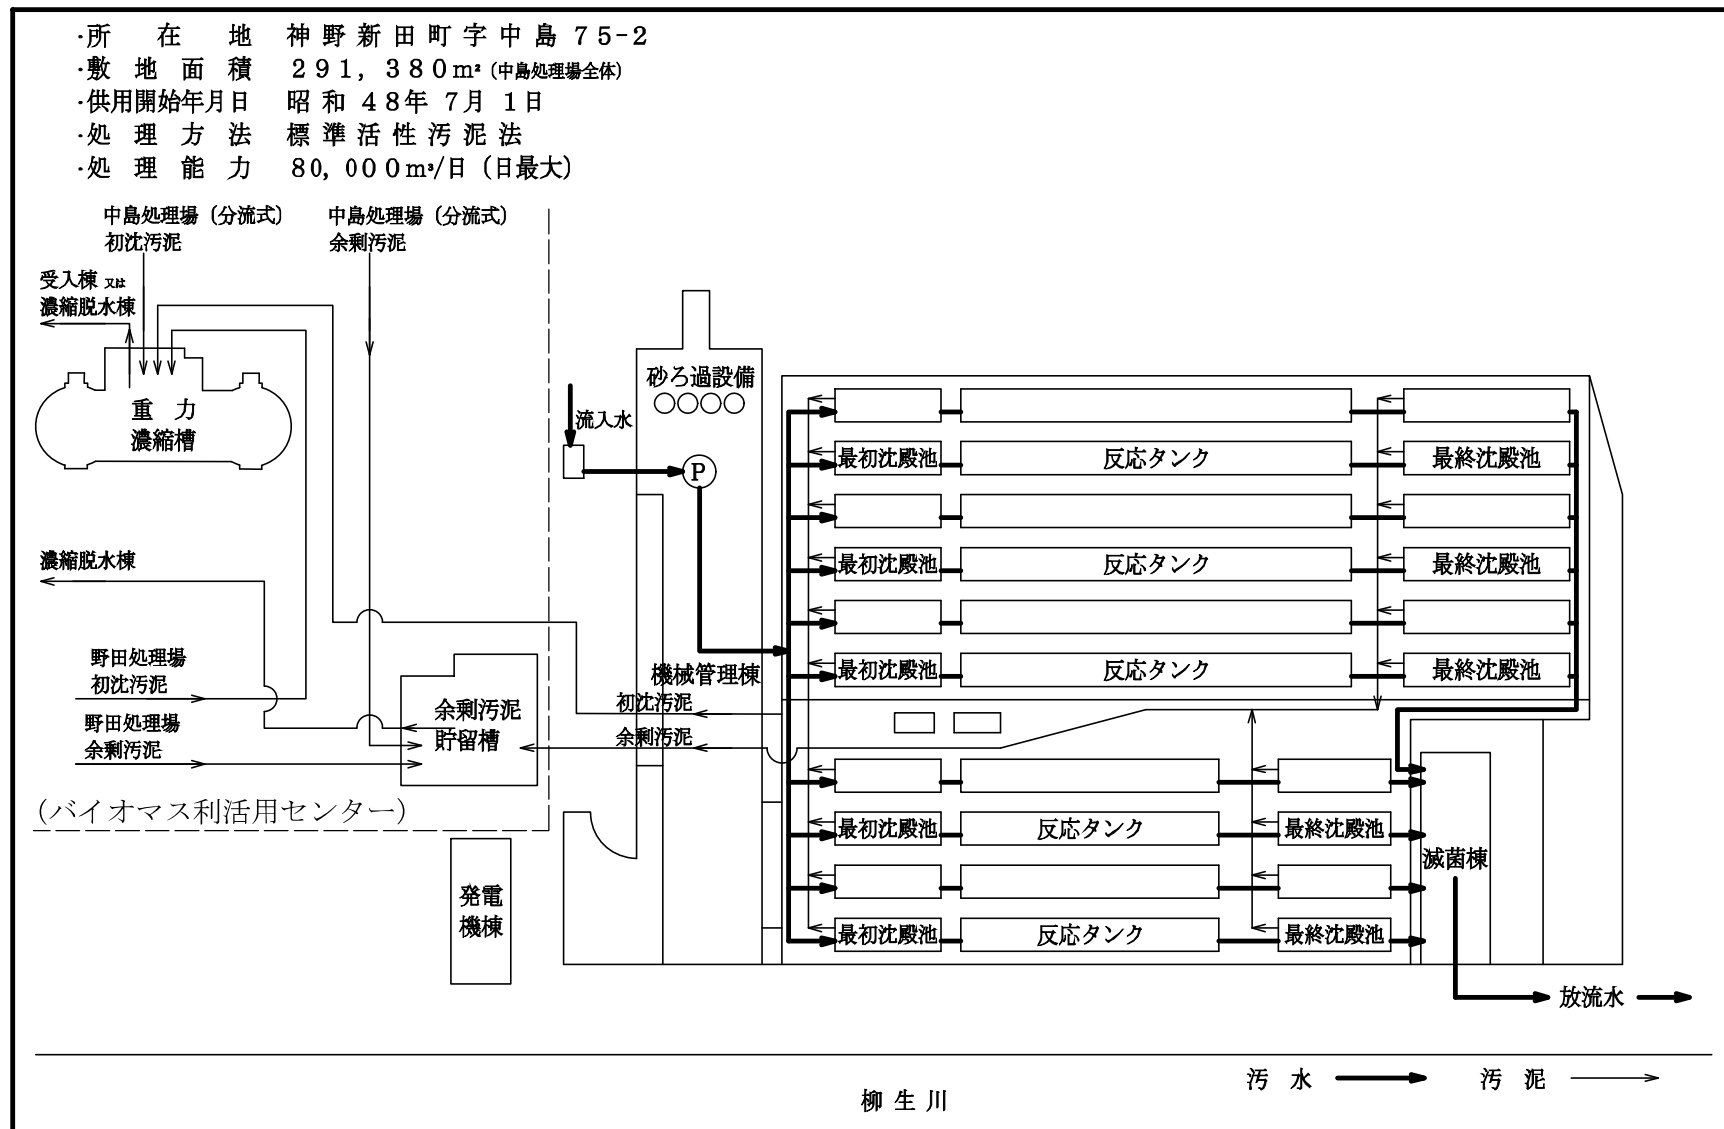 ・所在地 神野新田町字中島75-2
・敷地面積 291,380m²(中島処理場全体)
・供用開始年月日 昭和48年7月1日
・処理方法 標準活性汚泥法
・処理能力 80,000m³/日(日最大)
中島処理場(分流式)
初沈汚泥
中島処理場(分流式)
余剰汚泥
受入棟又は
濃縮脱水棟
重力
濃縮槽
流入水
砂ろ過設備
P
濃縮脱水棟
野田処理場
初沈汚泥
野田処理場
余剰汚泥
余剰汚泥
貯留槽
(バイオマス利活用センター)
機械管理棟
初沈汚泥
余剰汚泥
最初沈殿池 反応タンク 最終沈殿池
最初沈殿池 反応タンク 最終沈殿池
最初沈殿池 反応タンク 最終沈殿池
最初沈殿池 反応タンク 最終沈殿池
最初沈殿池 反応タンク 最終沈殿池
滅菌棟
発電
機棟
放流水
汚水 汚泥
柳生川